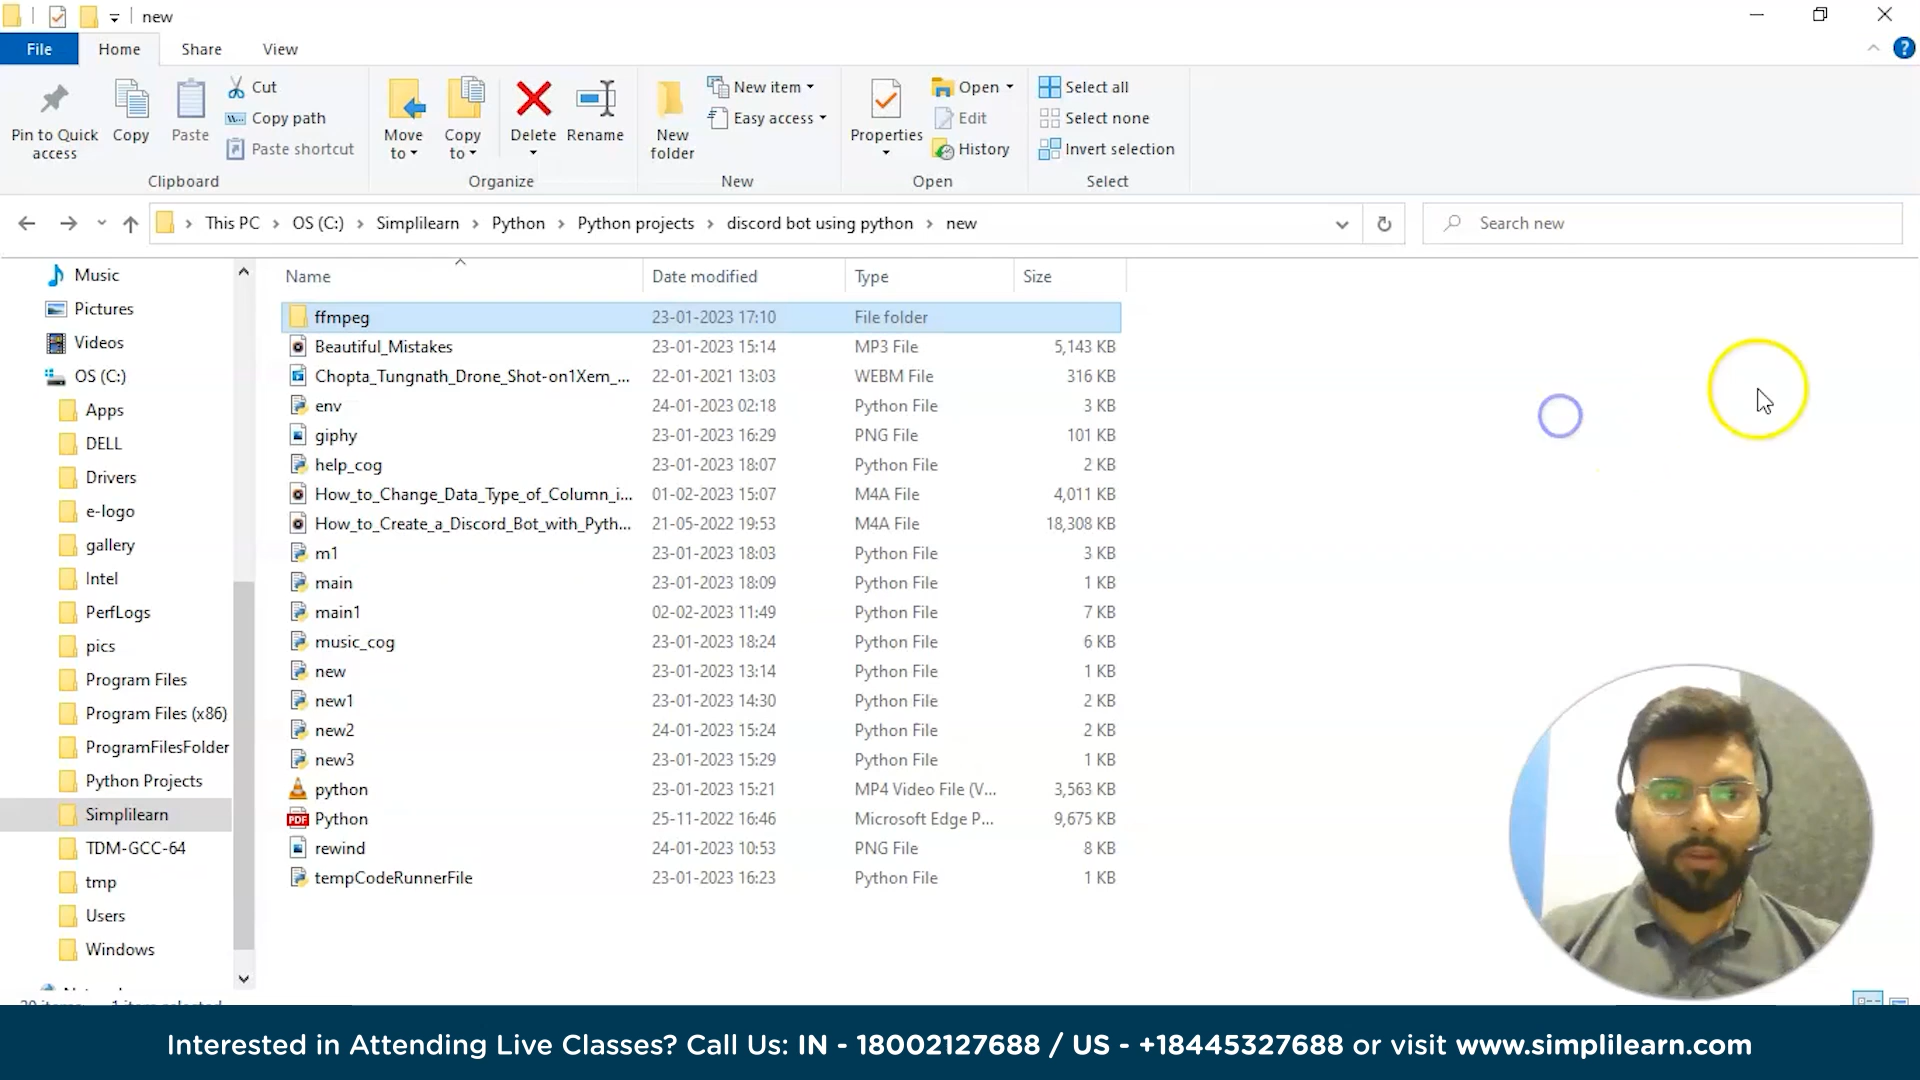 new
File Home Share View
Pin to Quick access
Copy
Paste
Cut
Copy path
Paste shortcut
Move to
Copy to
Delete
Rename
New folder
New item
Easy access
Properties
Open
Edit
History
Select all
Select none
Invert selection
Clipboard Organize New Open Select
This PC OS (C:) Simplilearn Python Python projects discord bot using python new
Search new
Music
Pictures
Videos
OS (C:)
Apps
DELL
Drivers
e-logo
gallery
Intel
PerfLogs
pics
Program Files
Program Files (x86)
ProgramFilesFolder
Python Projects
Simplilearn
TDM-GCC-64
tmp
Users
Windows
Name Date modified Type Size
ffmpeg 23-01-2023 17:10 File folder
Beautiful_Mistakes 23-01-2023 15:14 MP3 File 5,143 KB
Chopta_Tungnath_Drone_Shot-on1Xem_... 22-01-2021 13:03 WEBM File 316 KB
env 24-01-2023 02:18 Python File 3 KB
giphy 23-01-2023 16:29 PNG File 101 KB
help_cog 23-01-2023 18:07 Python File 2 KB
How_to_Change_Data_Type_of_Column_i... 01-02-2023 15:07 M4A File 4,011 KB
How_to_Create_a_Discord_Bot_with_Pyth... 21-05-2022 19:53 M4A File 18,308 KB
m1 23-01-2023 18:03 Python File 3 KB
main 23-01-2023 18:09 Python File 1 KB
main1 02-02-2023 11:49 Python File 7 KB
music_cog 23-01-2023 18:24 Python File 6 KB
new 23-01-2023 13:14 Python File 1 KB
new1 23-01-2023 14:30 Python File 2 KB
new2 24-01-2023 15:24 Python File 2 KB
new3 23-01-2023 15:29 Python File 1 KB
python 23-01-2023 15:21 MP4 Video File (V... 3,563 KB
PDF Python 25-11-2022 16:46 Microsoft Edge P... 9,675 KB
rewind 24-01-2023 10:53 PNG File 8 KB
tempCodeRunnerFile 23-01-2023 16:23 Python File 1 KB
Interested in Attending Live Classes? Call Us: IN - 18002127688 / US - +18445327688 or visit www.simplilearn.com